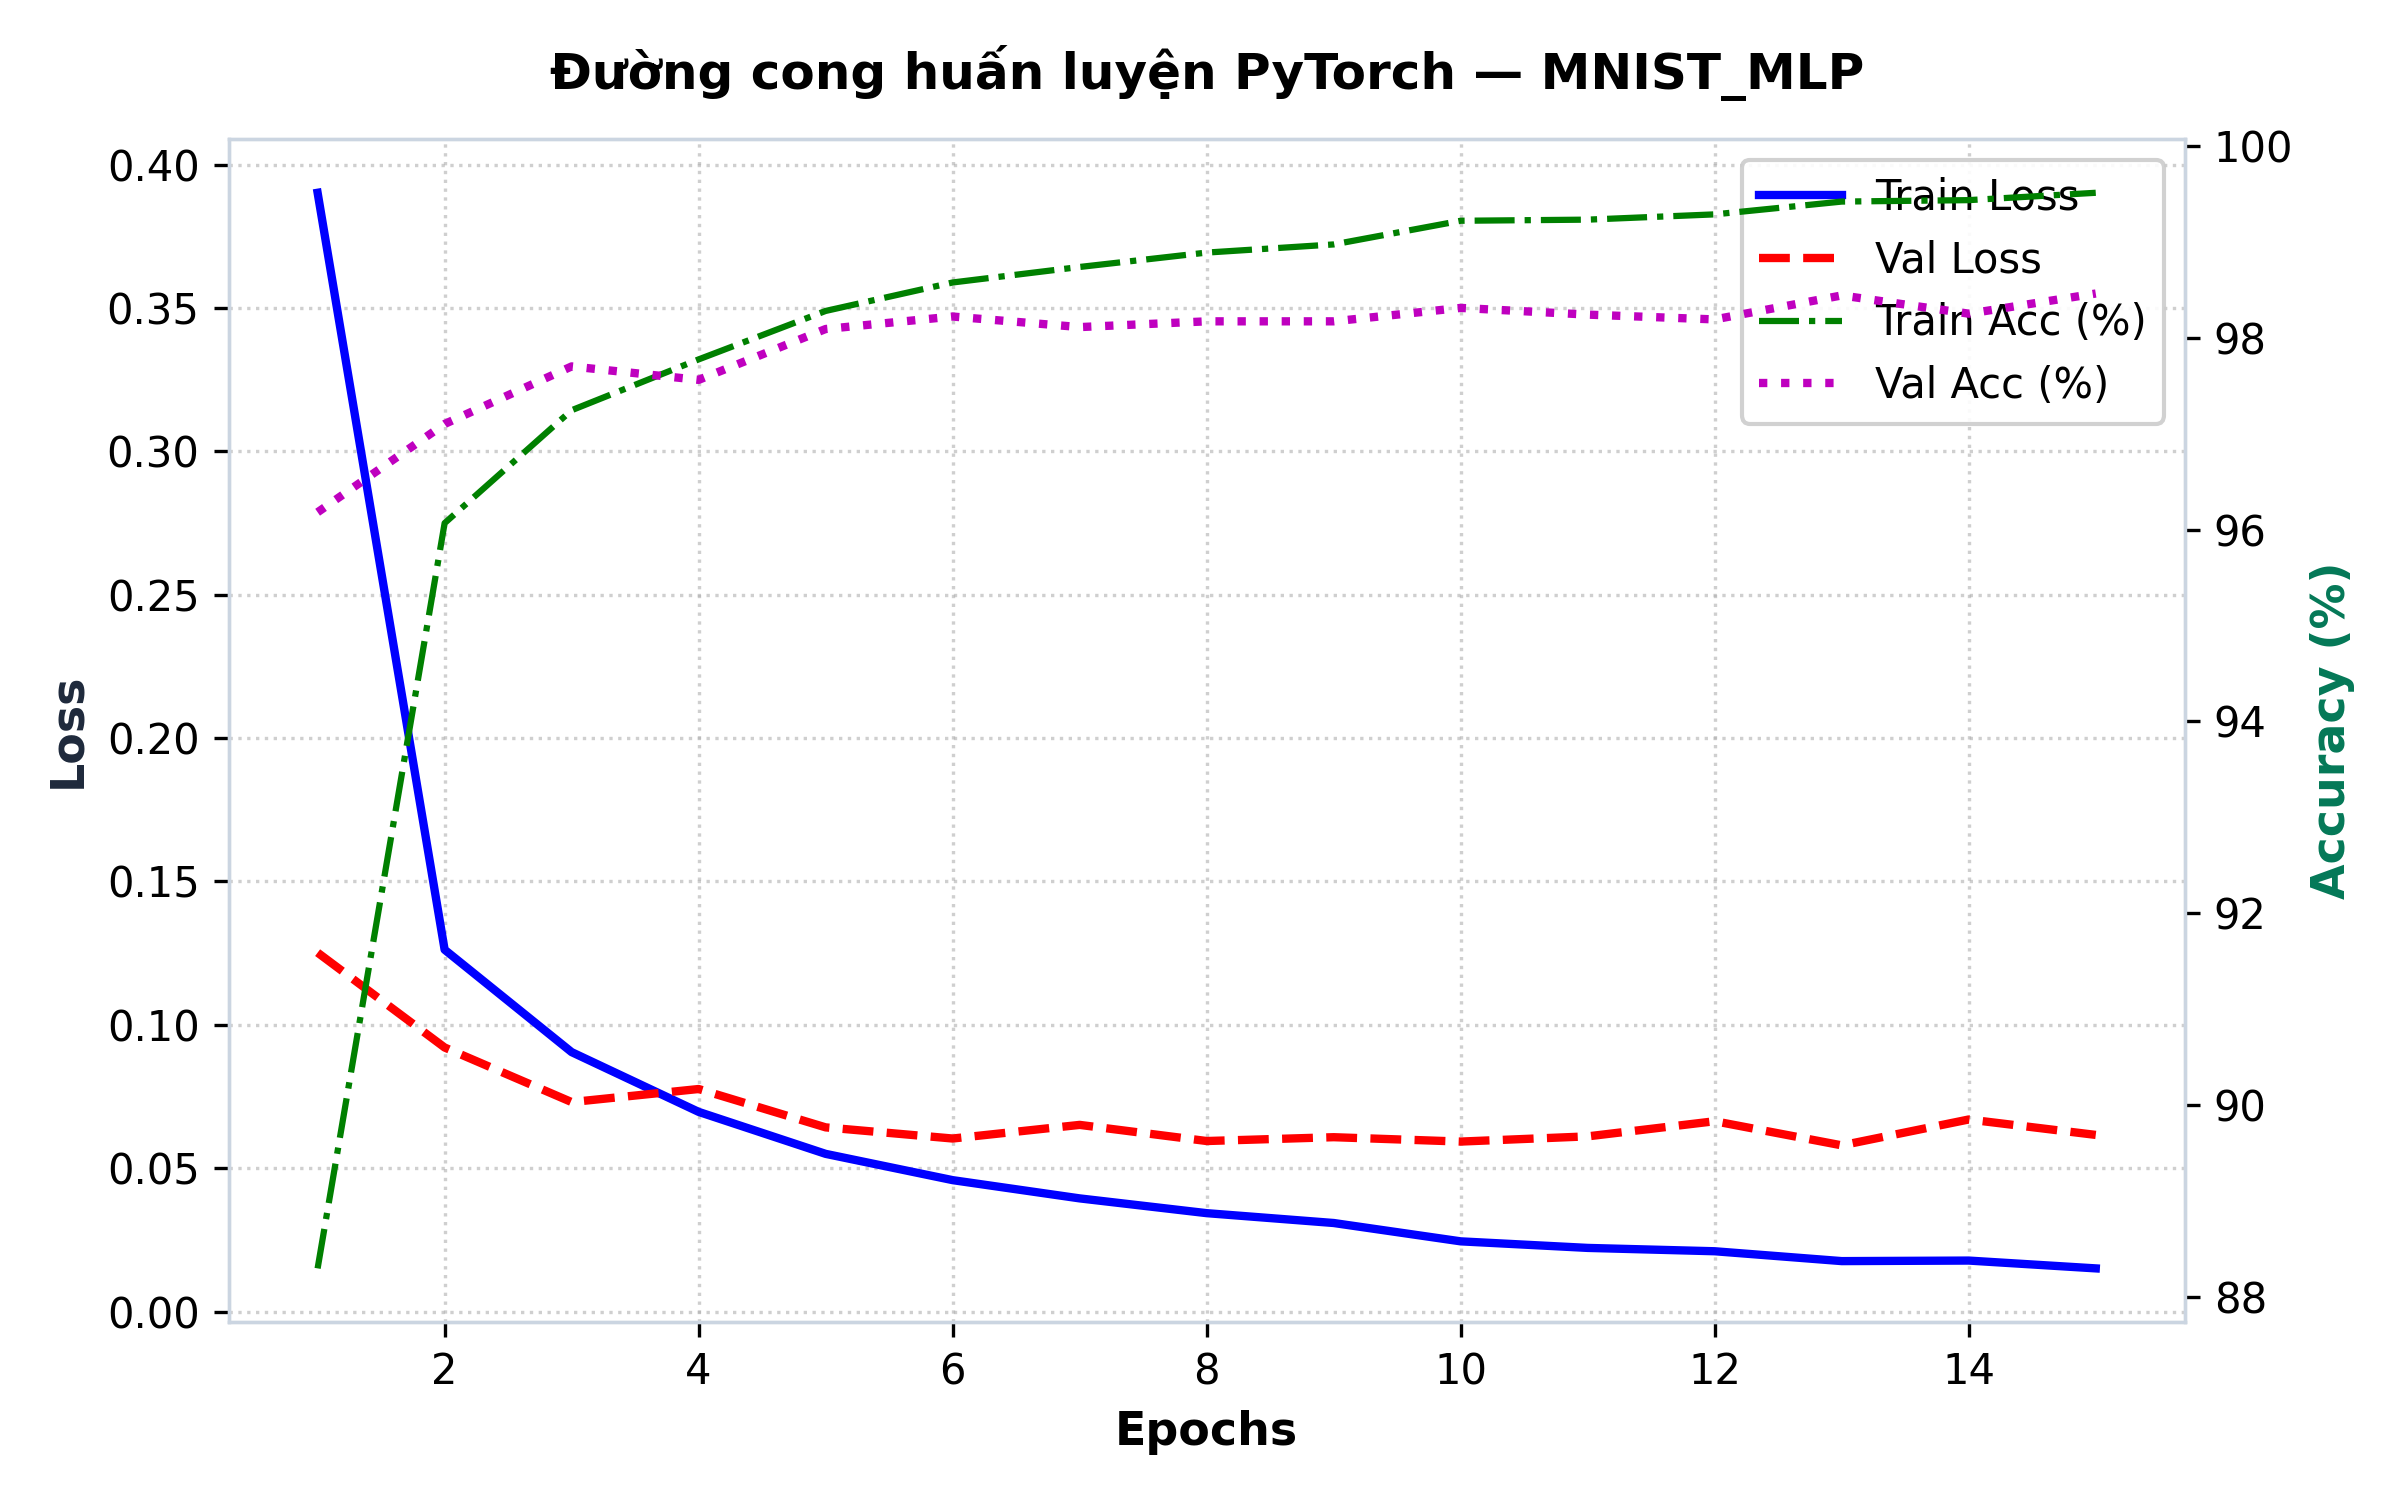 Đường cong huấn luyện PyTorch — MNIST_MLP
Loss
0.40
0.35
0.30
0.25
0.20
0.15
0.10
0.05
0.00
Train Loss
Val Loss
Train Acc (%)
Val Acc (%)
100
98
96
94
92
90
88
Accuracy (%)
2 4 6 8 10 12 14
Epochs